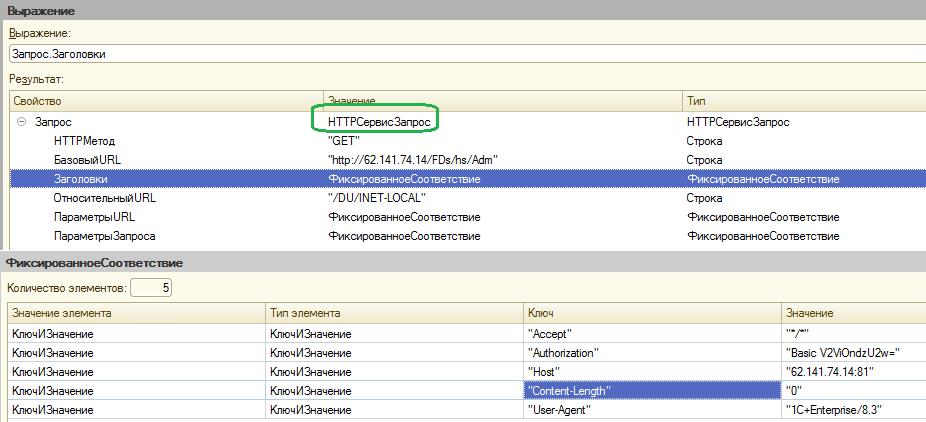 Выражение
Выражение:
Запрос.Заголовки
Результат:
Свойство Значение Тип
Запрос HTTPСервисЗапрос HTTPСервисЗапрос
HTTPМетод "GET" Строка
БазовыйURL "http://62.141.74.14/FDs/hs/Adm" Строка
Заголовки ФиксированноеСоответствие ФиксированноеСоответствие
ОтносительныйURL "/DU/INET-LOCAL" Строка
ПараметрыURL ФиксированноеСоответствие ФиксированноеСоответствие
ПараметрыЗапроса ФиксированноеСоответствие ФиксированноеСоответствие
ФиксированноеСоответствие
Количество элементов: 5
Значение элемента Тип элемента Ключ Значение
КлючИЗначение КлючИЗначение "Accept" "*/*"
КлючИЗначение КлючИЗначение "Authorization" "Basic V2ViOndzU2w="
КлючИЗначение КлючИЗначение "Host" "62.141.74.14:81"
КлючИЗначение КлючИЗначение "Content-Length" "0"
КлючИЗначение КлючИЗначение "User-Agent" "1C+Enterprise/8.3"